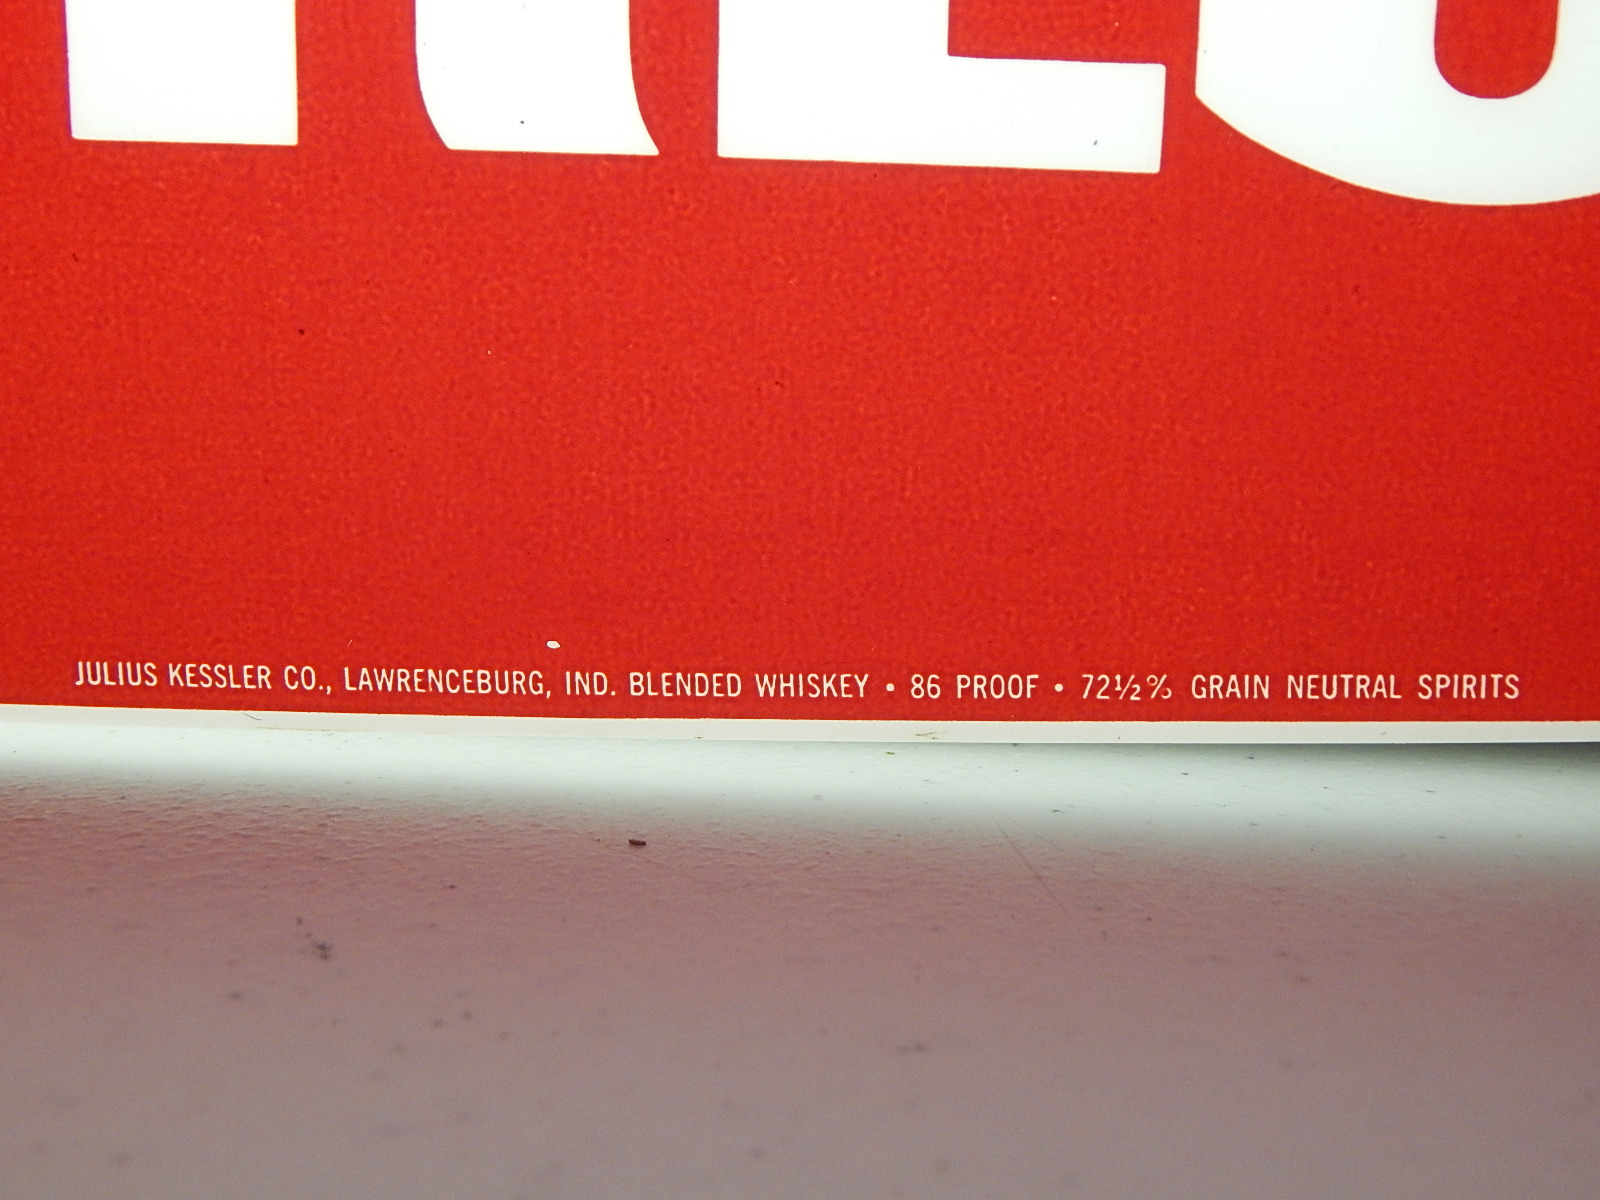 JULIUS KESSLER CO., LAWRENCEBURG, IND. BLENDED WHISKEY • 86 PROOF • 72½% GRAIN NEUTRAL SPIRITS